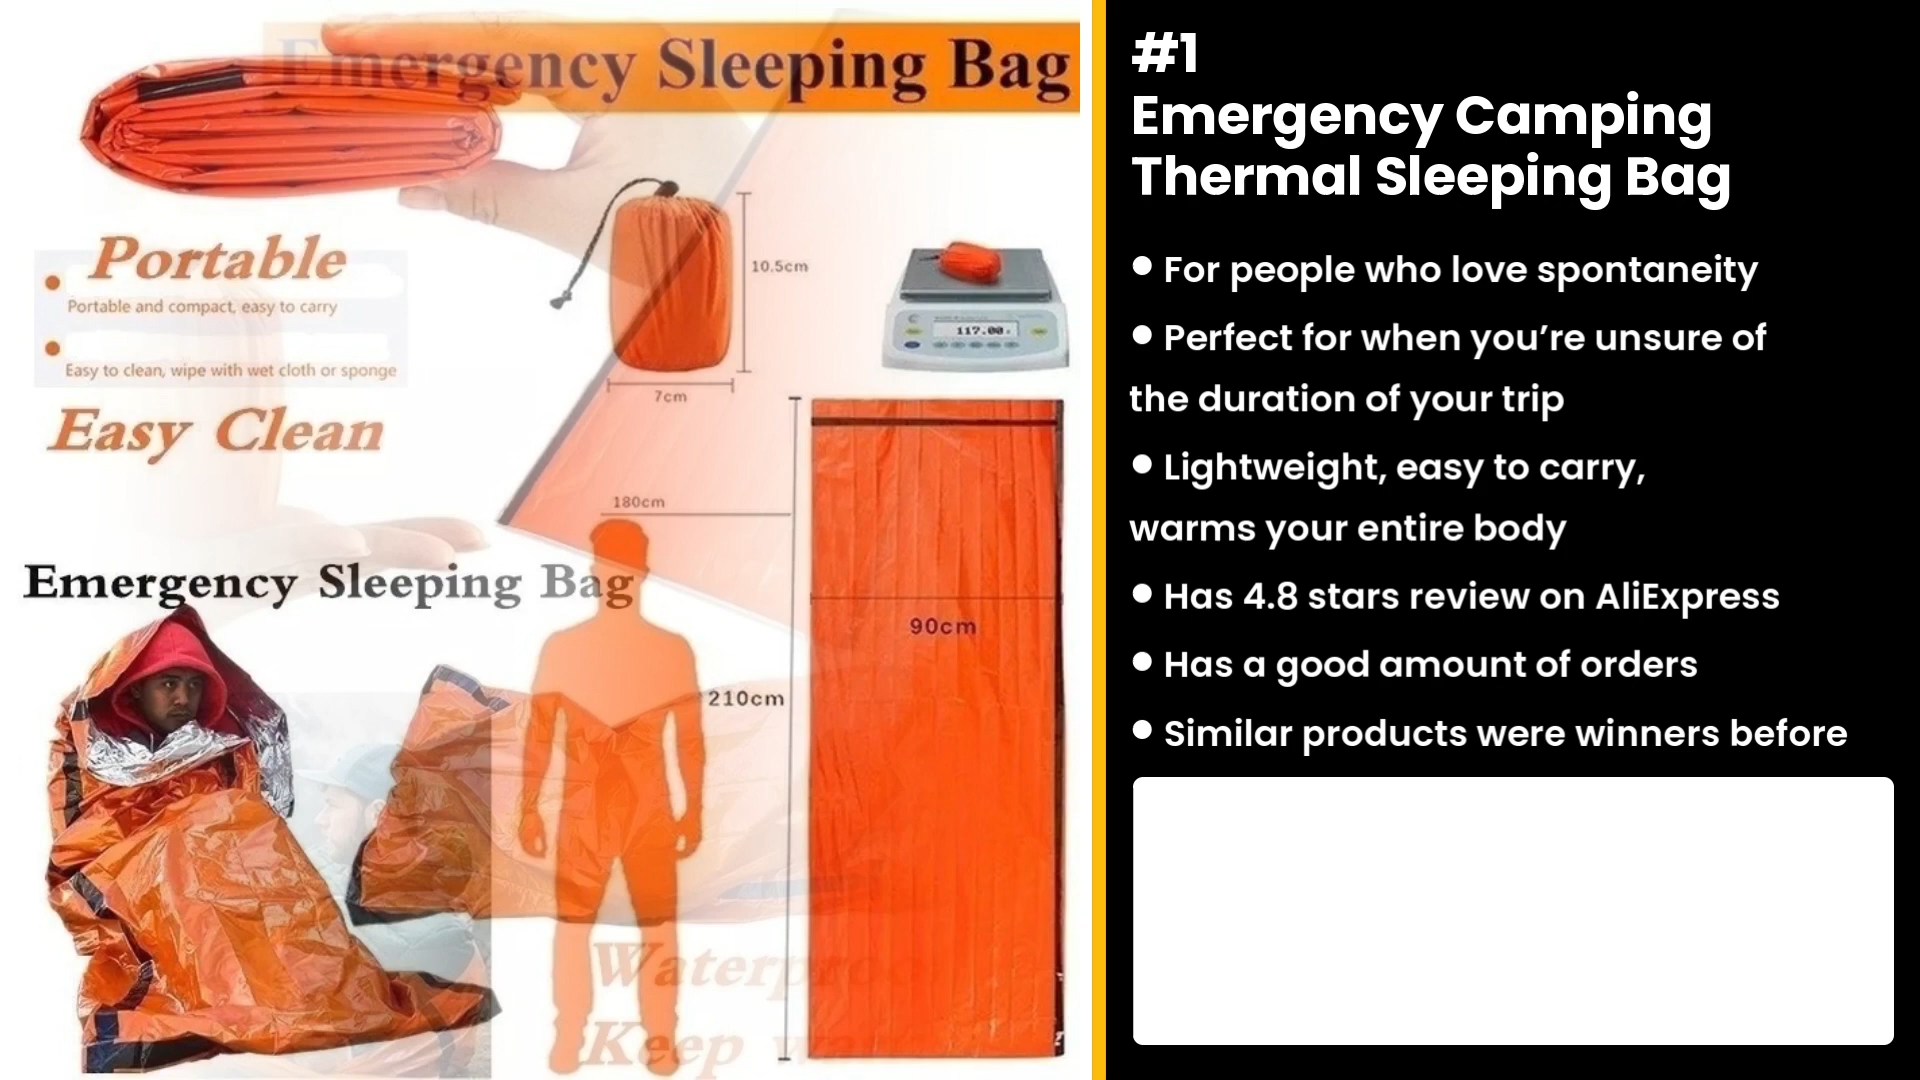 Emergency Sleeping Bag
Portable
Portable and compact, easy to carry
Easy to clean, wipe with wet cloth or sponge
Easy Clean
10.5cm
7cm
117.00
180cm
Emergency Sleeping Bag
90cm
210cm
Waterproof
Keep
#1
Emergency Camping
Thermal Sleeping Bag
• For people who love spontaneity
• Perfect for when you’re unsure of
the duration of your trip
• Lightweight, easy to carry,
warms your entire body
• Has 4.8 stars review on AliExpress
• Has a good amount of orders
• Similar products were winners before